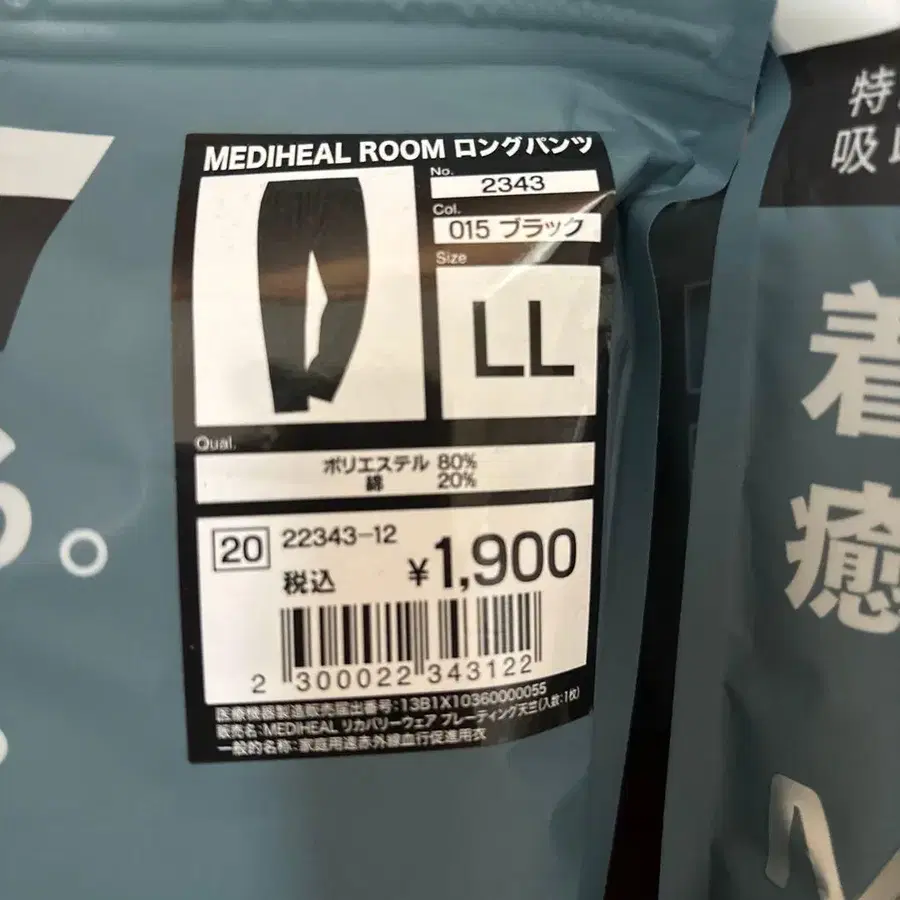 MEDIHEAL ROOM ロングパンツ
No.
2343
Col.
015 ブラック
Size
LL
Qual.
ポリエステル 80%
綿 20%
20 22343-12
税込 ¥1,900
2 300022 343122
医療機器製造販売届出番号:13B1X10360000055
販売名:MEDIHEAL リカバリーウェア プレーティング天竺(入数:1枚)
一般的名称:家庭用遠赤外線血行促進用衣
7
。
特
吸
着
癒